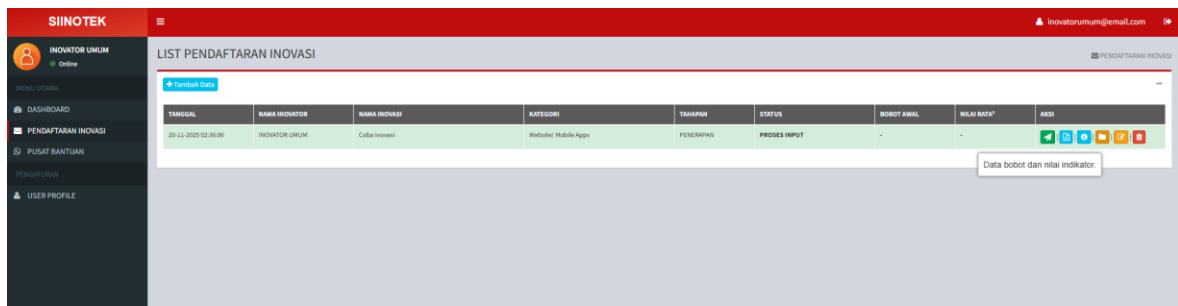 SIINOTEK
inovatorumum@email.com
INOVATOR UMUM
Online
LIST PENDAFTARAN INOVASI
PENDAFTARAN INOVASI
MENU UTAMA
DASHBOARD
PENDAFTARAN INOVASI
PUSAT BANTUAN
PENGATURAN
USER PROFILE
+ Tambah Data
TANGGAL NAMA INOVATOR NAMA INOVASI KATEGORI TAHAPAN STATUS BOBOT AWAL NILAI RATA² AKSI
20-11-2025 02:36:06 INOVATOR UMUM Coba Inovasi Website/ Mobile Apps PENERAPAN PROSES INPUT - -
Data bobot dan nilai indikator.